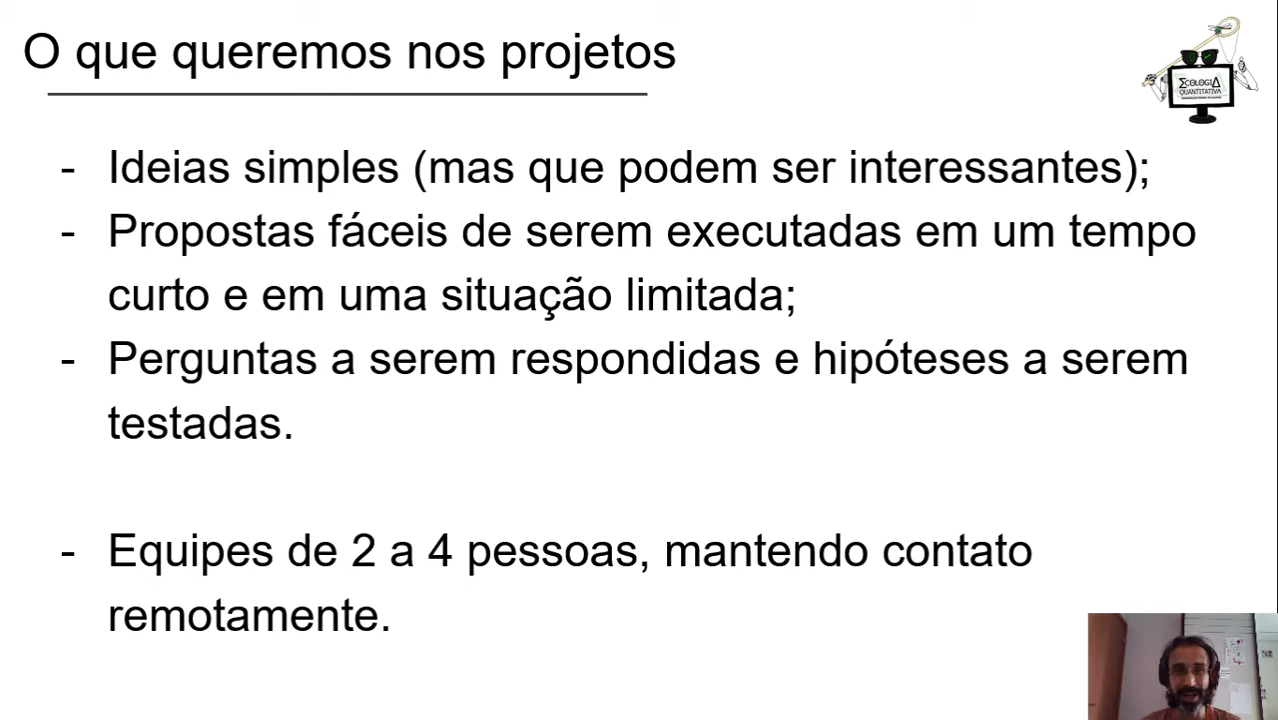 O que queremos nos projetos
ECOLOGIA
QUANTITATIVA
- Ideias simples (mas que podem ser interessantes);
- Propostas fáceis de serem executadas em um tempo
curto e em uma situação limitada;
- Perguntas a serem respondidas e hipóteses a serem
testadas.
- Equipes de 2 a 4 pessoas, mantendo contato
remotamente.